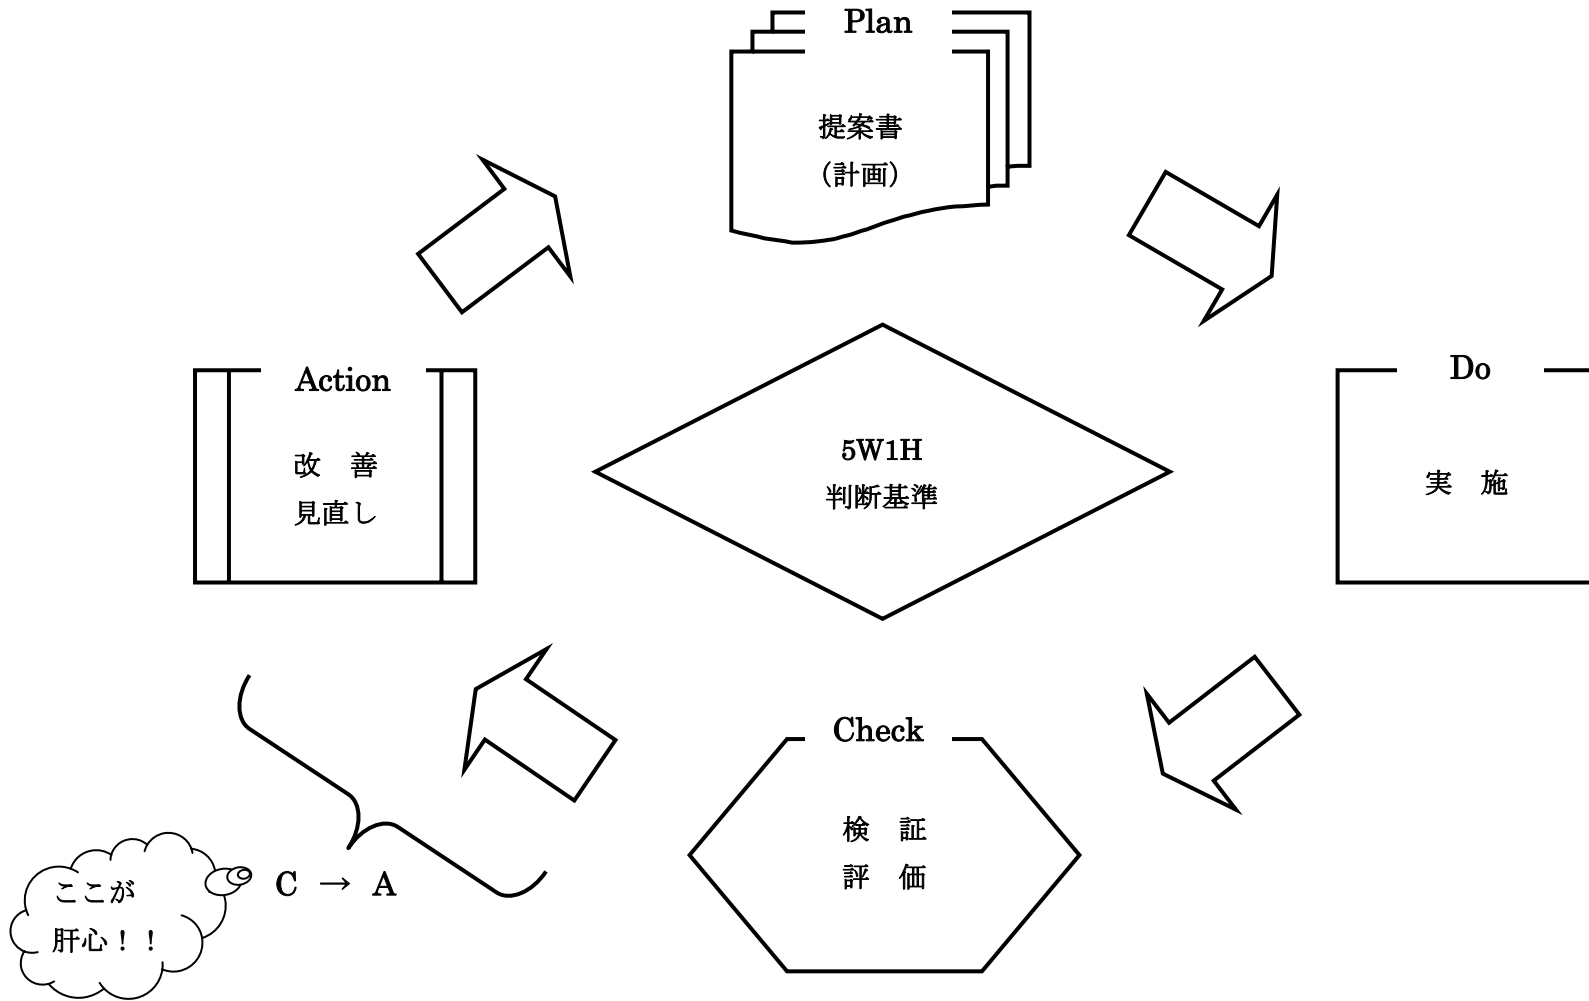 Plan
提案書
（計画）
Action
改　善
見直し
5W1H
判断基準
Do
実　施
Check
検　証
評　価
C　→　A
ここが
肝心！！